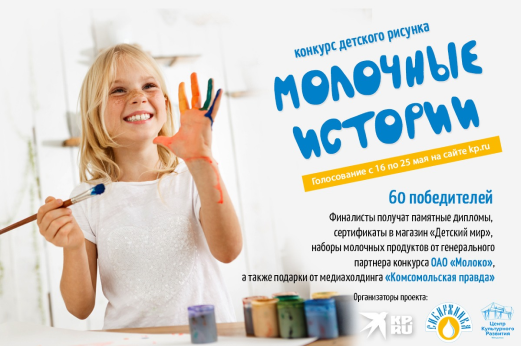 конкурс детского рисунка
МОЛОЧНЫЕ
ИСТОРИИ
Голосование с 16 по 25 мая на сайте kp.ru
60 победителей
Финалисты получат памятные дипломы,
сертификаты в магазин «Детский мир»,
наборы молочных продуктов от генерального
партнера конкурса ОАО «Молоко»,
а также подарки от медиахолдинга «Комсомольская правда»
Организаторы проекта:
KP
RU
СИБИРЖИНКА
Центр
Культурного
Развития